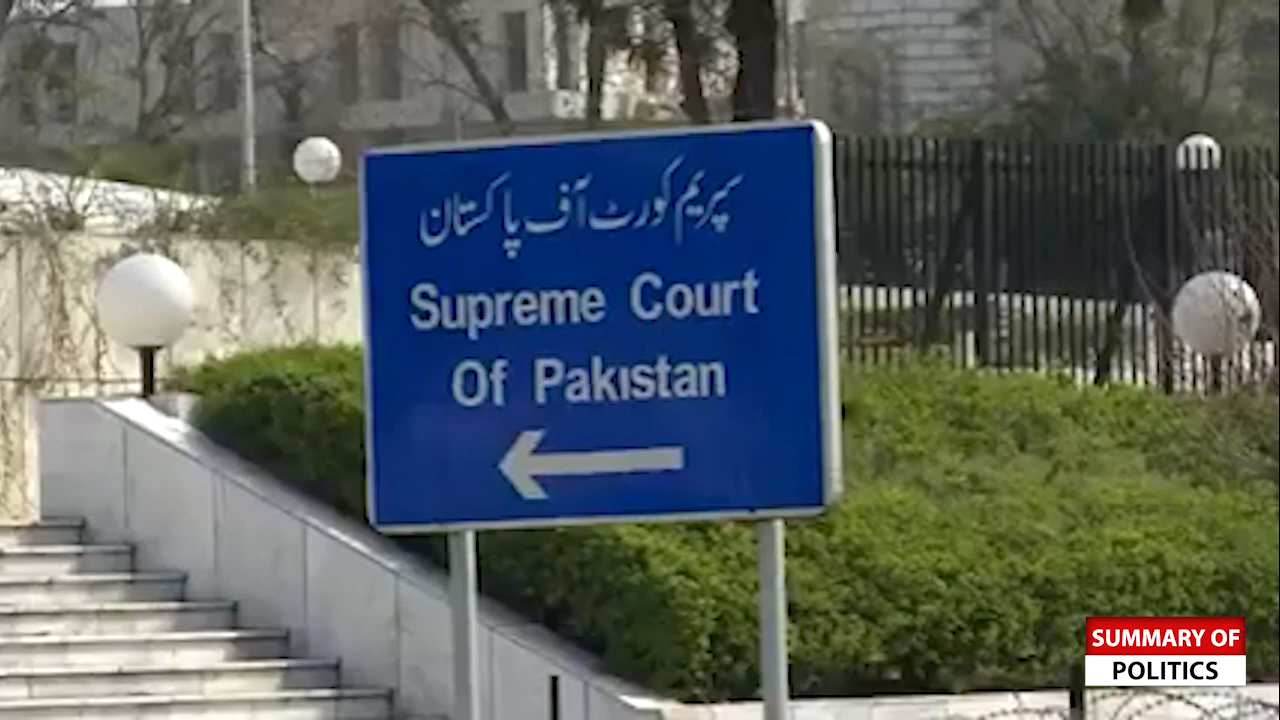 سپریم کورٹ آف پاکستان
Supreme Court
Of Pakistan
SUMMARY OF
POLITICS